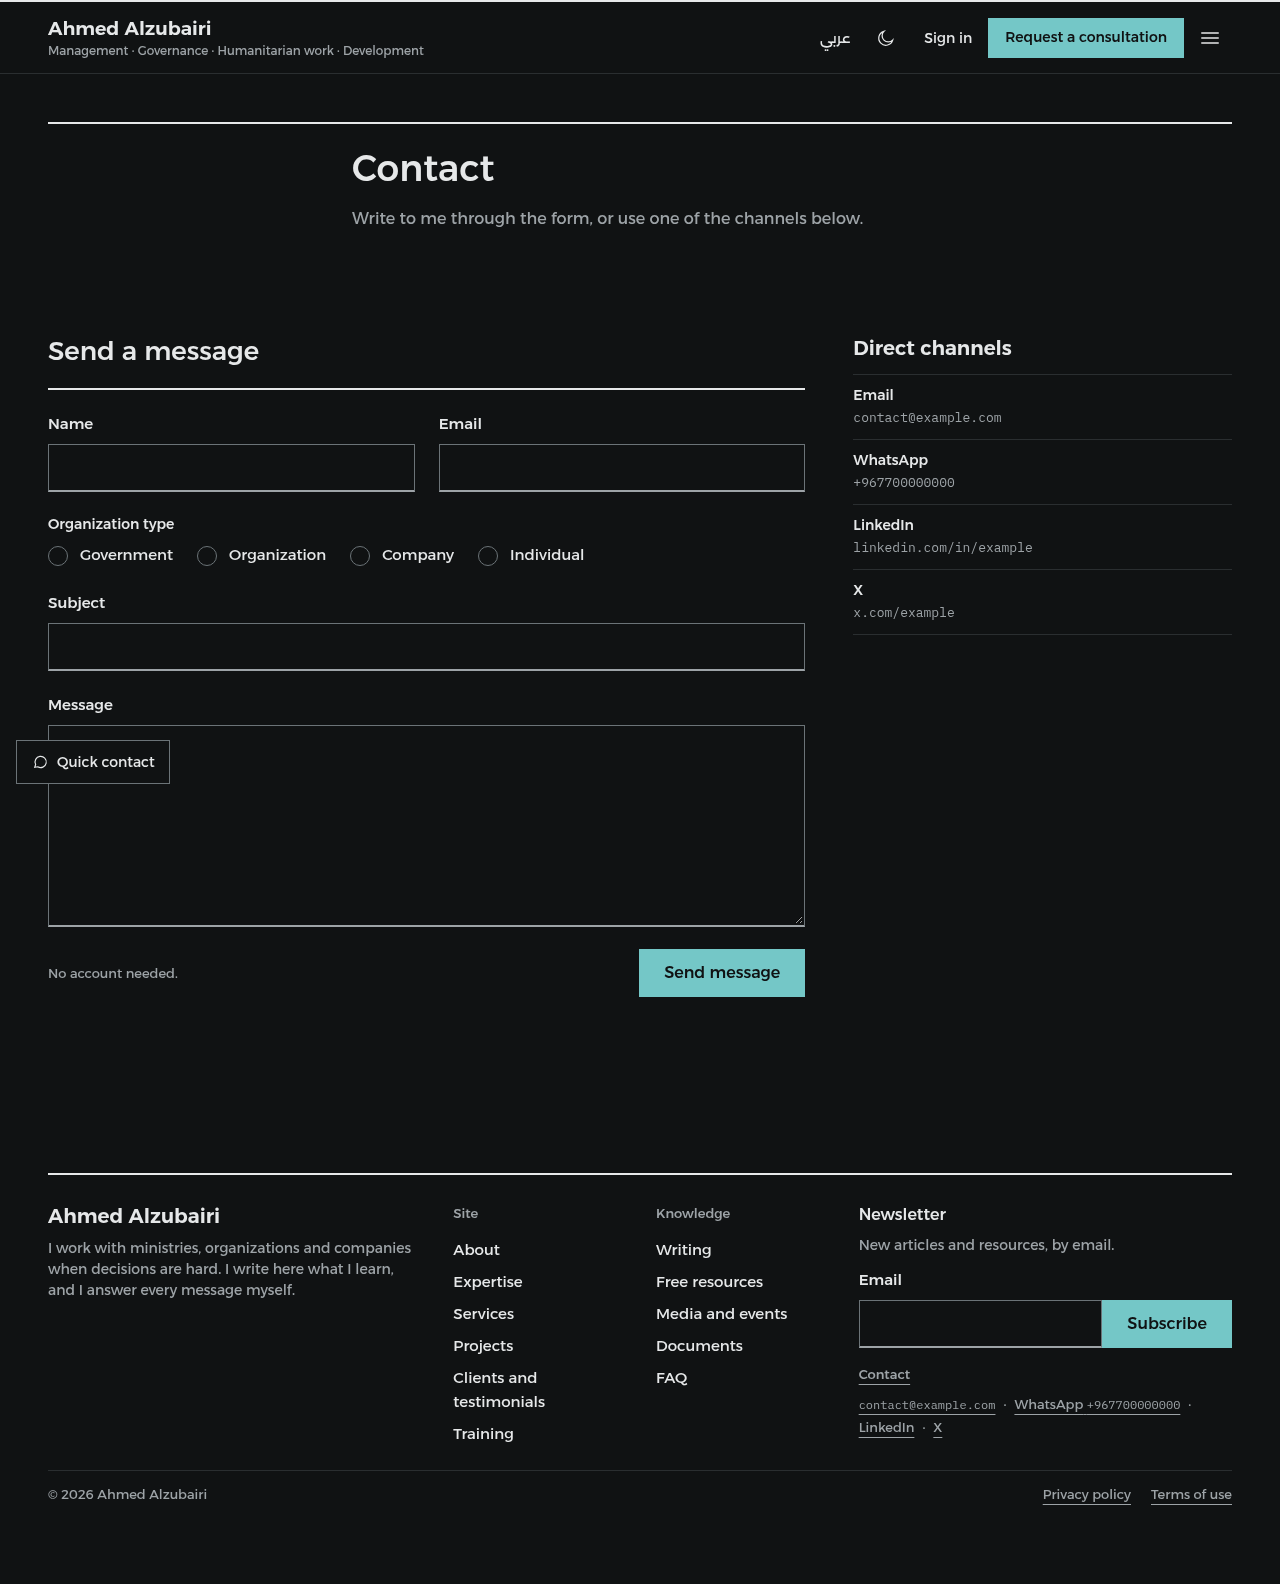 Ahmed Alzubairi
Management · Governance · Humanitarian work · Development
عربي
Sign in
Request a consultation
Contact
Write to me through the form, or use one of the channels below.
Send a message
Name
Email
Organization type
Government
Organization
Company
Individual
Subject
Message
Quick contact
No account needed.
Send message
Direct channels
Email
contact@example.com
WhatsApp
+967700000000
LinkedIn
linkedin.com/in/example
X
x.com/example
Ahmed Alzubairi
I work with ministries, organizations and companies
when decisions are hard. I write here what I learn,
and I answer every message myself.
Site
About
Expertise
Services
Projects
Clients and
testimonials
Training
Knowledge
Writing
Free resources
Media and events
Documents
FAQ
Newsletter
New articles and resources, by email.
Email
Subscribe
Contact
contact@example.com · WhatsApp +967700000000 ·
LinkedIn · X
© 2026 Ahmed Alzubairi
Privacy policy
Terms of use